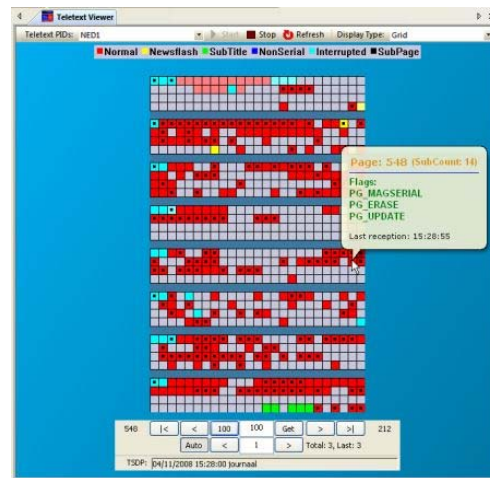 Teletext Viewer
Teletext PIDs: NED1 Start Stop Refresh Display Type: Grid
Normal Newsflash SubTitle NonSerial Interrupted SubPage
Page: 548 (SubCount: 14)
Flags:
PG_MAGSERIAL
PG_ERASE
PG_UPDATE
Last reception: 15:28:55
548 |< < 100 100 Get > >| 212
Auto < 1 > Total: 3, Last: 3
TSDP: 04/11/2008 15:28:00 journaal